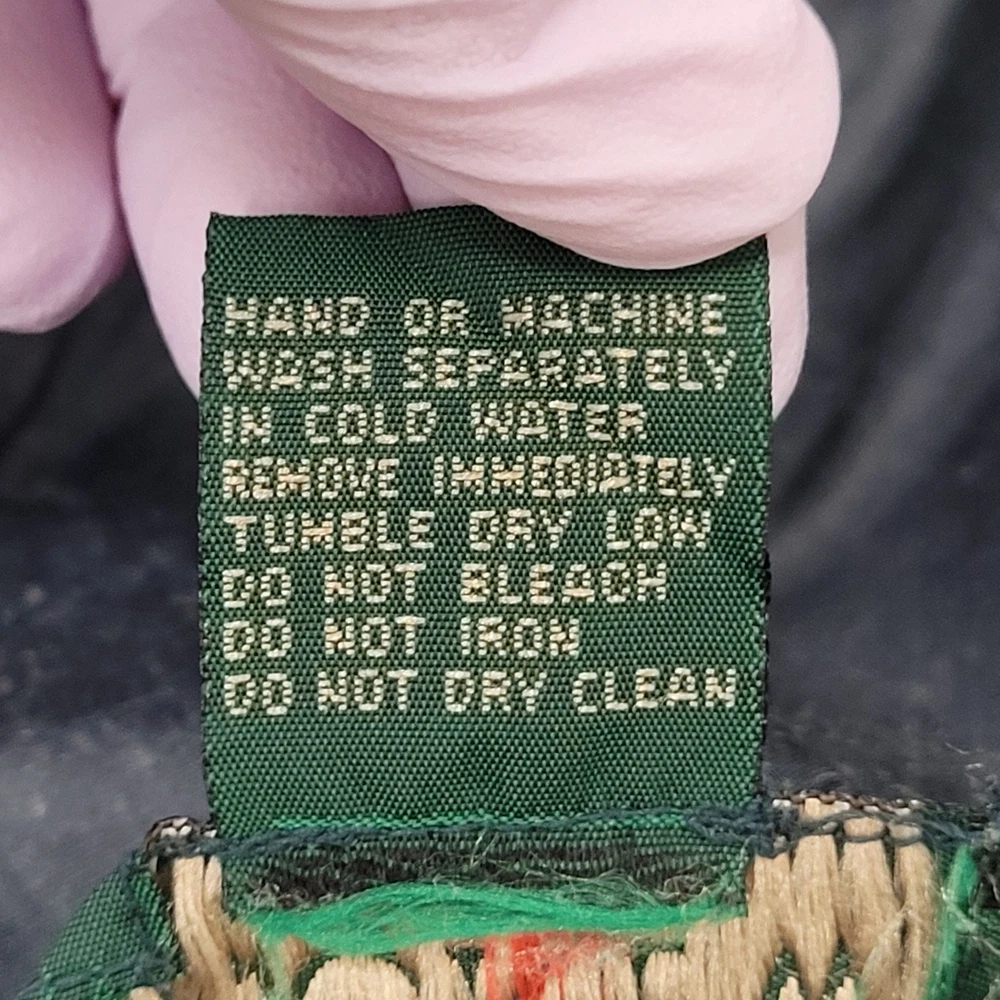 HAND OR MACHINE
WASH SEPARATELY
IN COLD WATER
REMOVE IMMEDIATELY
TUMBLE DRY LOW
DO NOT BLEACH
DO NOT IRON
DO NOT DRY CLEAN